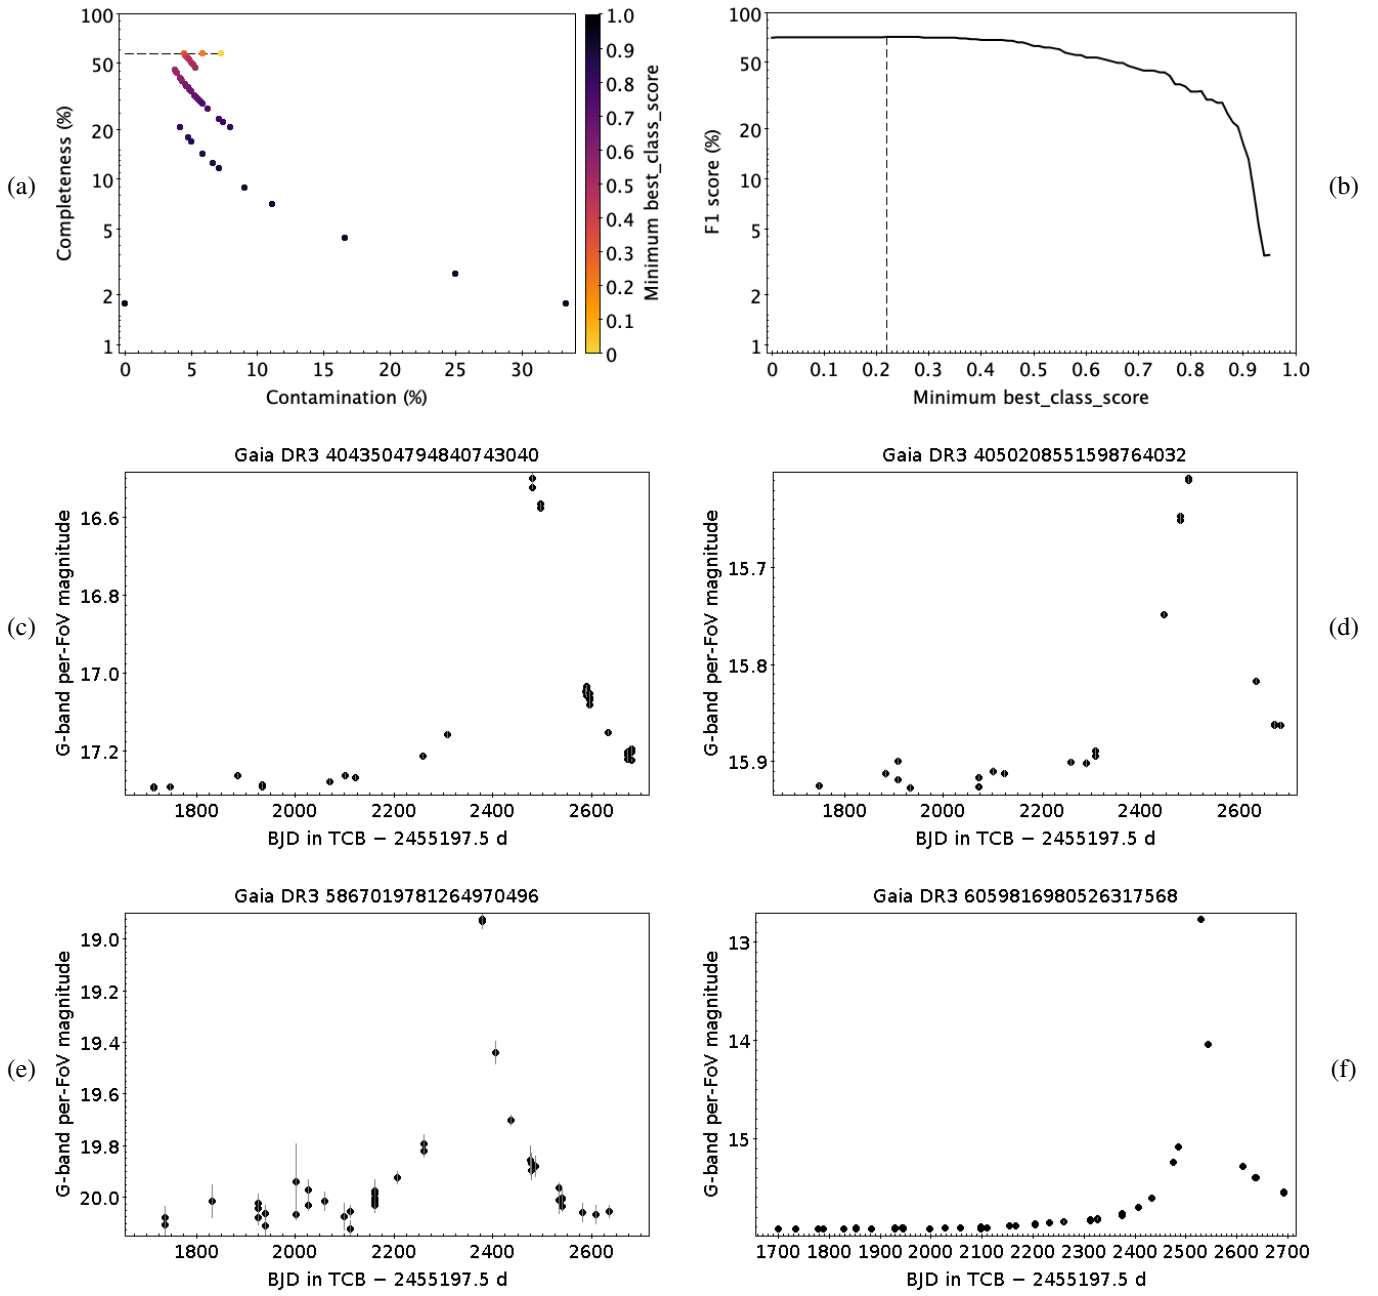 (a)
100
50
20
10
5
2
1
Completeness (%)
0 5 10 15 20 25 30
Contamination (%)
1.0
0.9
0.8
0.7
0.6
0.5
0.4
0.3
0.2
0.1
0
Minimum best_class_score
100
50
20
10
5
2
1
F1 score (%)
0 0.1 0.2 0.3 0.4 0.5 0.6 0.7 0.8 0.9 1.0
Minimum best_class_score
(b)
Gaia DR3 4043504794840743040
(c)
16.6
16.8
17.0
17.2
G-band per-FoV magnitude
1800 2000 2200 2400 2600
BJD in TCB − 2455197.5 d
Gaia DR3 4050208551598764032
15.7
15.8
15.9
G-band per-FoV magnitude
1800 2000 2200 2400 2600
BJD in TCB − 2455197.5 d
(d)
Gaia DR3 5867019781264970496
(e)
19.0
19.2
19.4
19.6
19.8
20.0
G-band per-FoV magnitude
1800 2000 2200 2400 2600
BJD in TCB − 2455197.5 d
Gaia DR3 6059816980526317568
13
14
15
G-band per-FoV magnitude
1700 1800 1900 2000 2100 2200 2300 2400 2500 2600 2700
BJD in TCB − 2455197.5 d
(f)